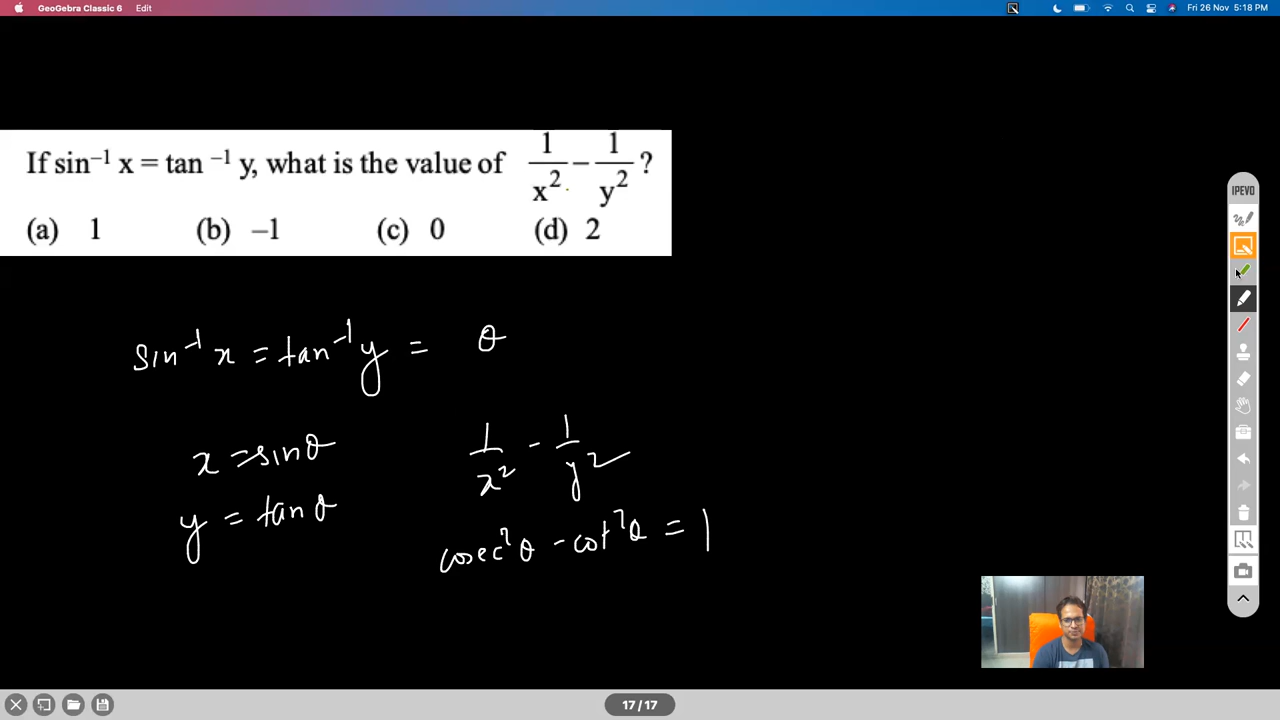 GeoGebra Classic 6 Edit Fri 26 Nov 5:18 PM
If sin⁻¹ x = tan ⁻¹ y, what is the value of 1/x² − 1/y² ?
(a) 1 (b) –1 (c) 0 (d) 2
sin⁻¹ x = tan⁻¹ y = θ
x = sinθ
1/x² - 1/y²
y = tanθ
cosec²θ - cot²θ = 1
IPEVO
17 / 17